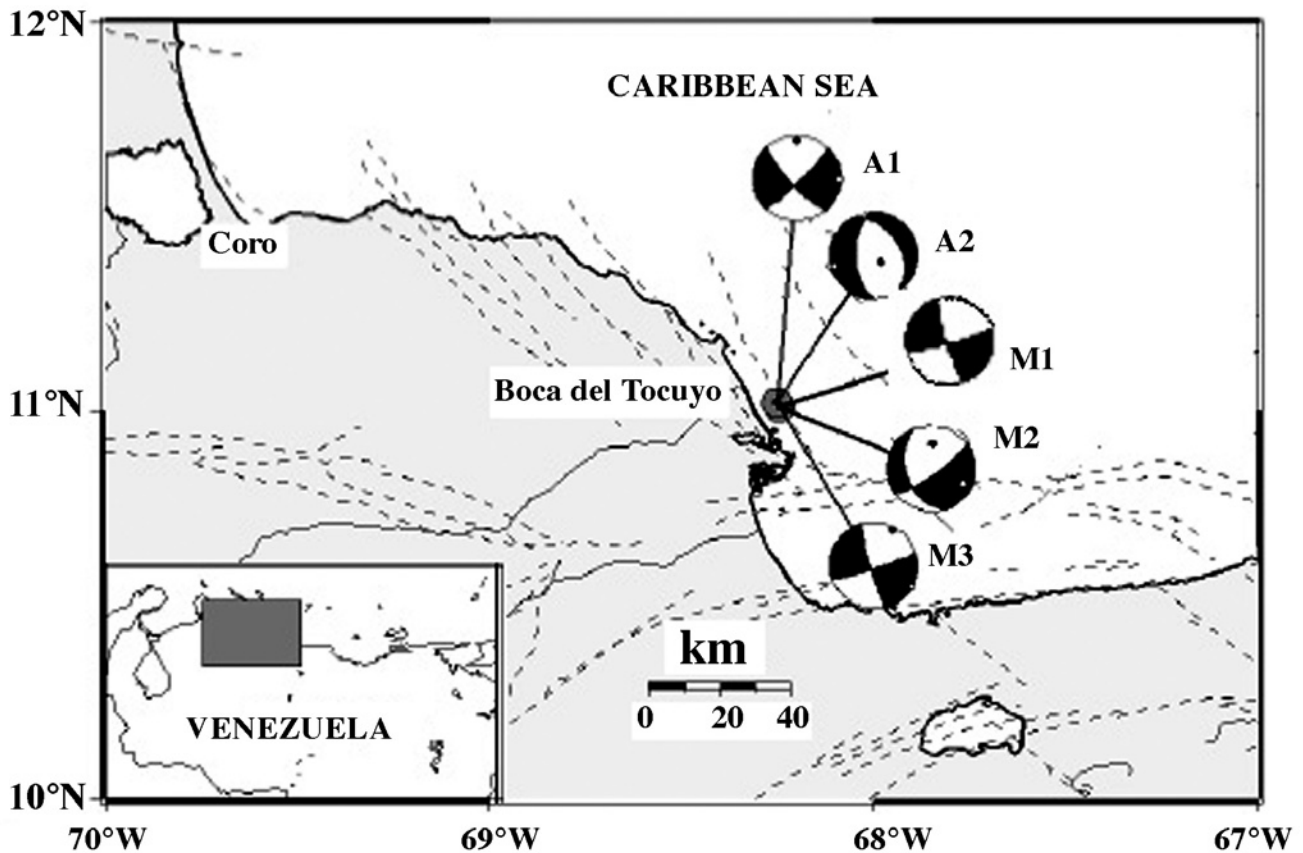 12°N
CARIBBEAN SEA
A1
Coro
A2
M1
Boca del Tocuyo
11°N
M2
M3
km
0 20 40
VENEZUELA
10°N
70°W 69°W 68°W 67°W